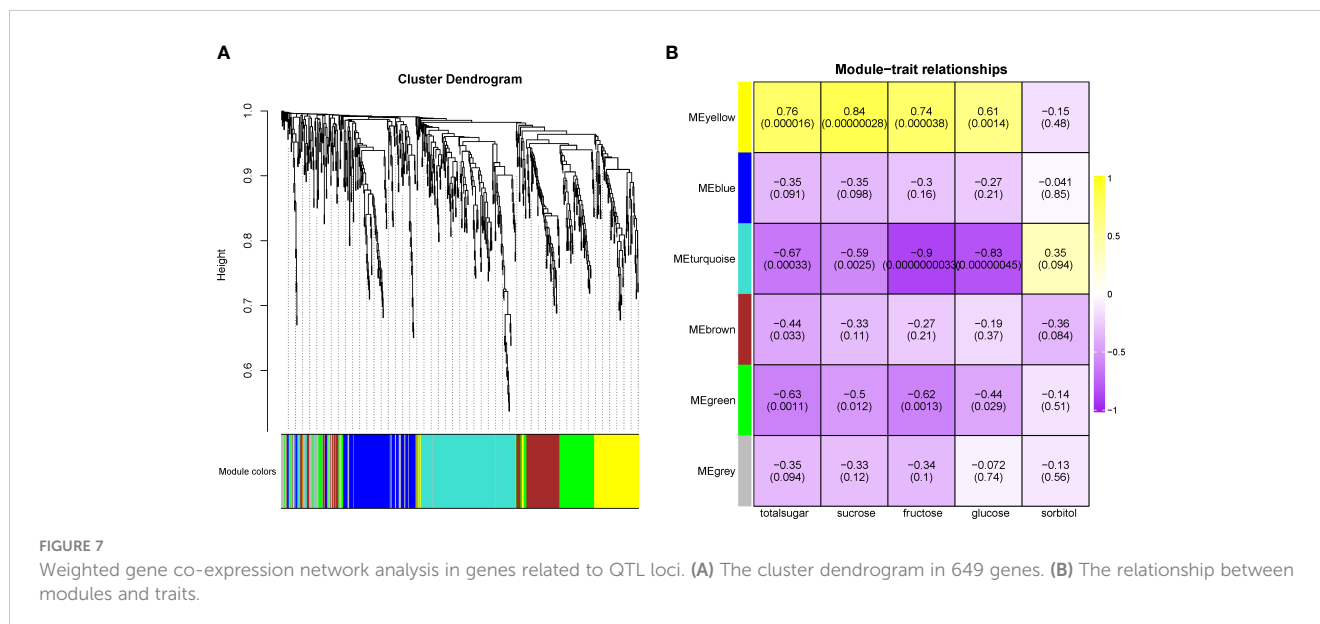 A
Cluster Dendrogram
Height
1.0
0.9
0.8
0.7
0.6
Module colors
B
Module−trait relationships
MEyellow
0.76 0.84 0.74 0.61 −0.15
(0.000016) (0.00000028) (0.000038) (0.0014) (0.48)
MEblue
−0.35 −0.35 −0.3 −0.27 −0.041
(0.091) (0.098) (0.16) (0.21) (0.85)
MEturquoise
−0.67 −0.59 −0.9 −0.83 0.35
(0.00033) (0.0025) (0.0000000033) (0.00000045) (0.094)
MEbrown
−0.44 −0.33 −0.27 −0.19 −0.36
(0.033) (0.11) (0.21) (0.37) (0.084)
MEgreen
−0.63 −0.5 −0.62 −0.44 −0.14
(0.0011) (0.012) (0.0013) (0.029) (0.51)
MEgrey
−0.35 −0.33 −0.34 −0.072 −0.13
(0.094) (0.12) (0.1) (0.74) (0.56)
totalsugar sucrose fructose glucose sorbitol
1
0.5
0
−0.5
−1
FIGURE 7
Weighted gene co-expression network analysis in genes related to QTL loci. (A) The cluster dendrogram in 649 genes. (B) The relationship between
modules and traits.